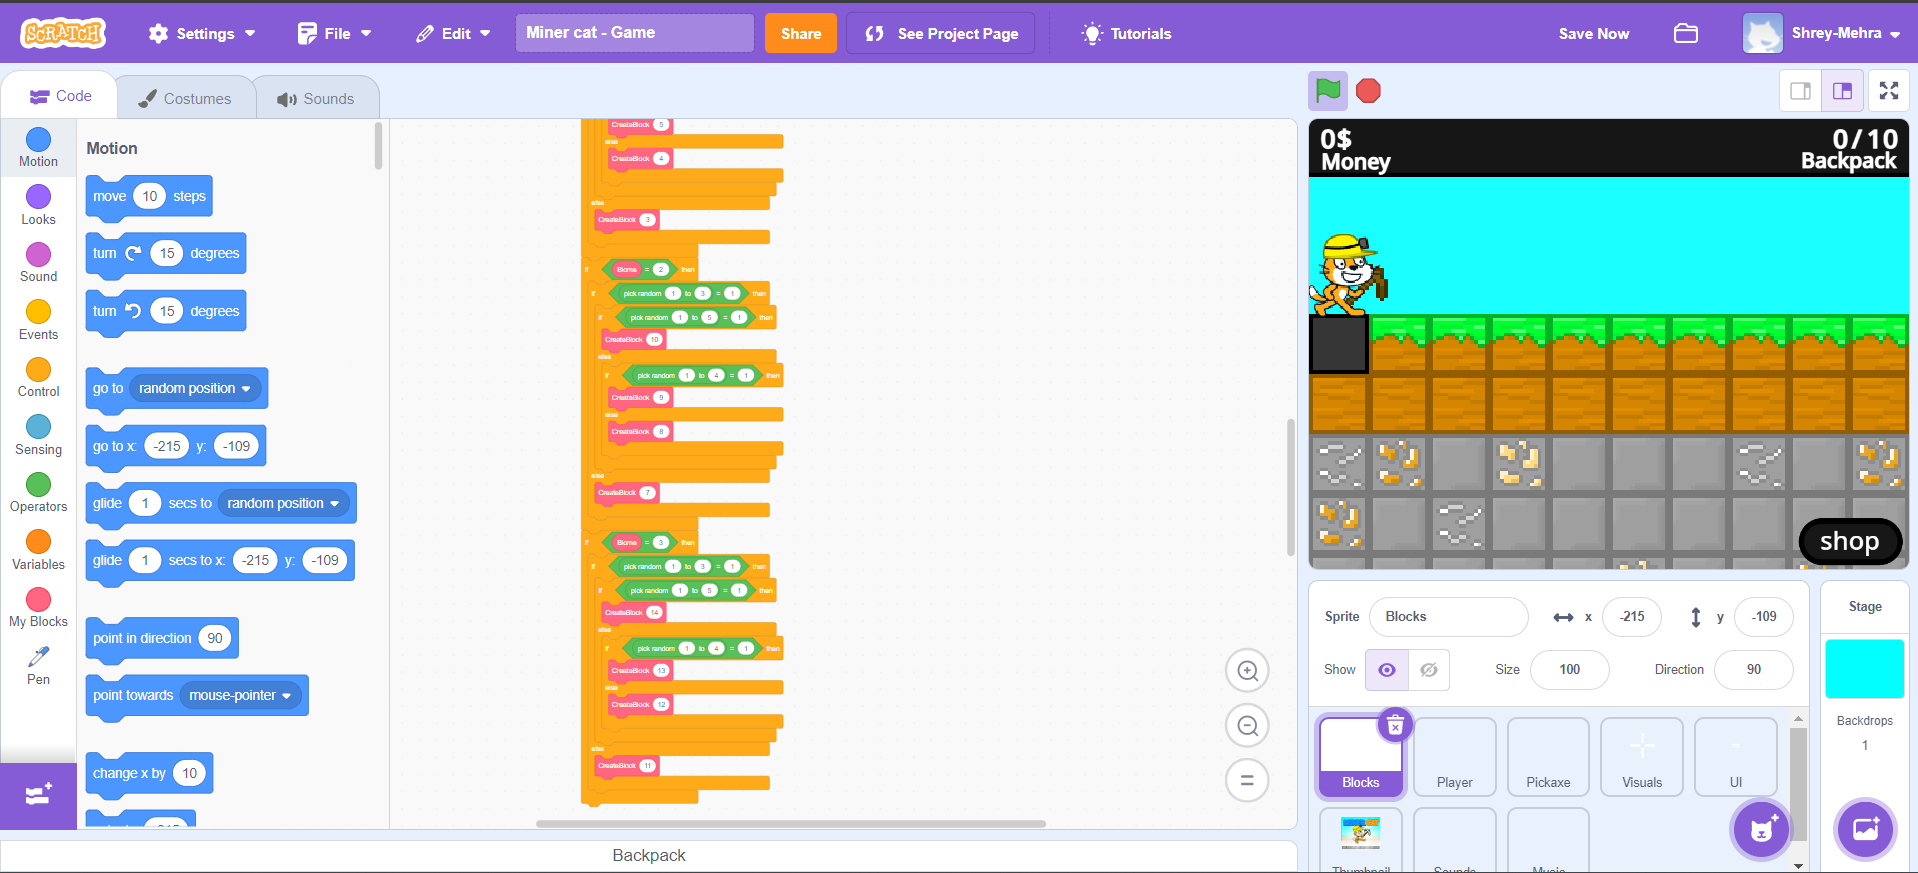 SCRATCH
Settings
File
Edit
Miner cat - Game
Share
See Project Page
Tutorials
Save Now
Shrey-Mehra
Code
Costumes
Sounds
Motion
Looks
Sound
Events
Control
Sensing
Operators
Variables
My Blocks
Pen
Motion
move 10 steps
turn 15 degrees
turn 15 degrees
go to random position
go to x: -215 y: -109
glide 1 secs to random position
glide 1 secs to x: -215 y: -109
point in direction 90
point towards mouse-pointer
change x by 10
CreateBlock 5
else
CreateBlock 4
else
CreateBlock 3
if Biome = 2 then
if pick random 1 to 3 = 1 then
if pick random 1 to 5 = 1 then
CreateBlock 10
else
if pick random 1 to 4 = 1 then
CreateBlock 9
else
CreateBlock 8
else
CreateBlock 7
if Biome = 3 then
if pick random 1 to 3 = 1 then
if pick random 1 to 5 = 1 then
CreateBlock 14
else
if pick random 1 to 4 = 1 then
CreateBlock 13
else
CreateBlock 12
else
CreateBlock 11
Backpack
0$
Money
0/10
Backpack
shop
Sprite Blocks x -215 y -109
Show Size 100 Direction 90
Blocks
Player
Pickaxe
Visuals
UI
Thumbnail
Sounds
Music
Stage
Backdrops
1